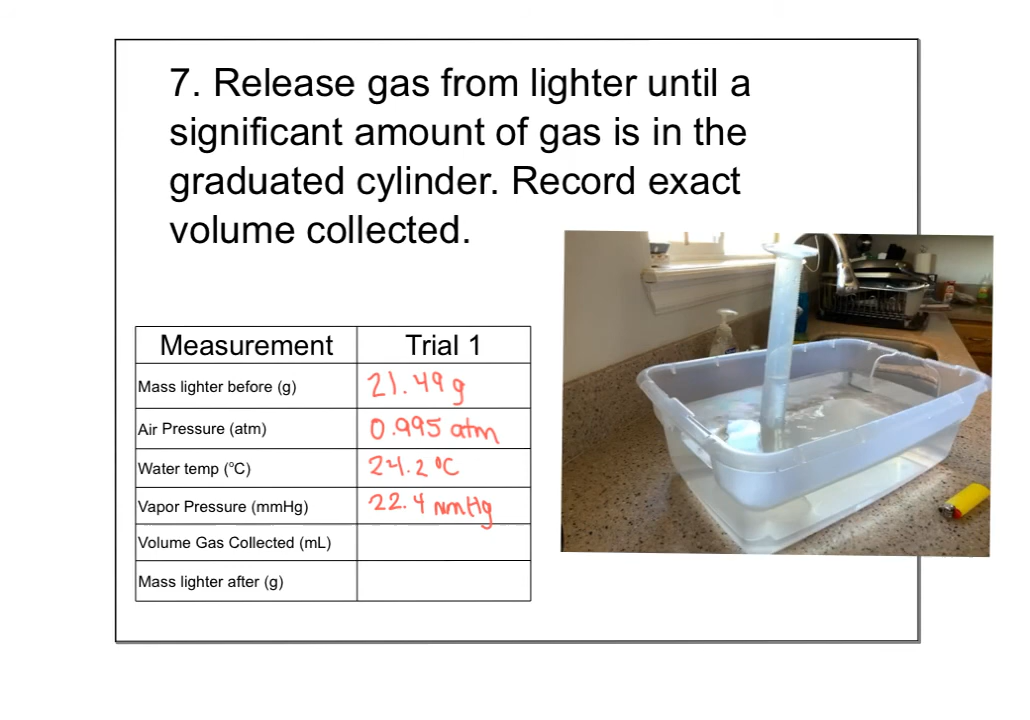 7. Release gas from lighter until a
significant amount of gas is in the
graduated cylinder. Record exact
volume collected.
Measurement Trial 1
Mass lighter before (g) 21.49 g
Air Pressure (atm) 0.995 atm
Water temp (°C) 24.2 °C
Vapor Pressure (mmHg) 22.4 mmHg
Volume Gas Collected (mL)
Mass lighter after (g)